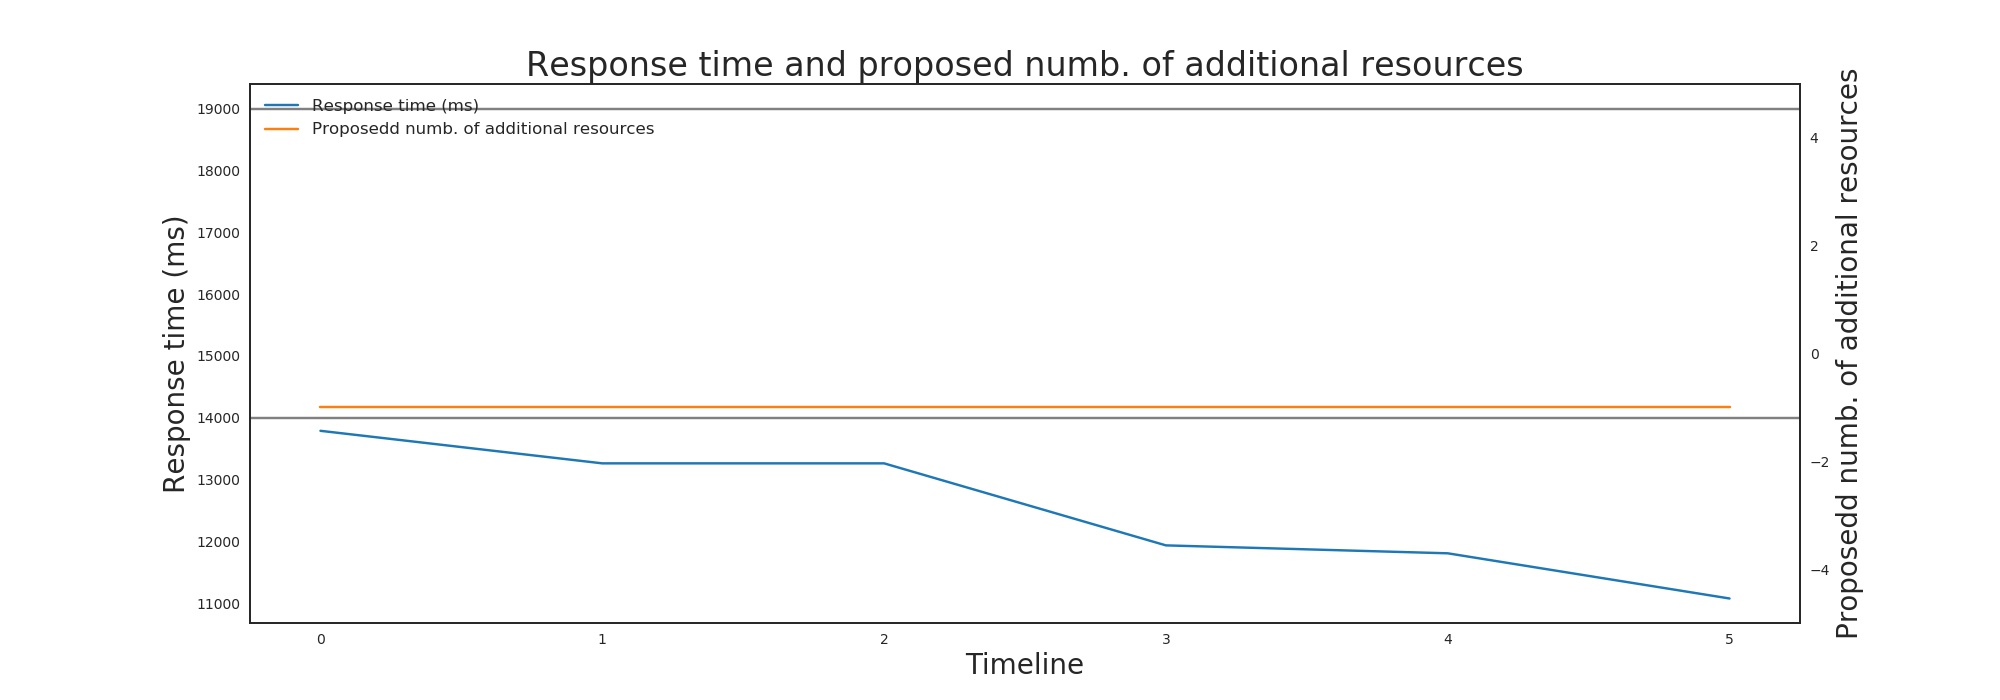 Response time and proposed numb. of additional resources
Response time (ms)
Proposedd numb. of additional resources
19000
18000
17000
16000
15000
14000
13000
12000
11000
Response time (ms)
4
2
0
−2
−4
Proposedd numb. of additional resources
0 1 2 3 4 5
Timeline